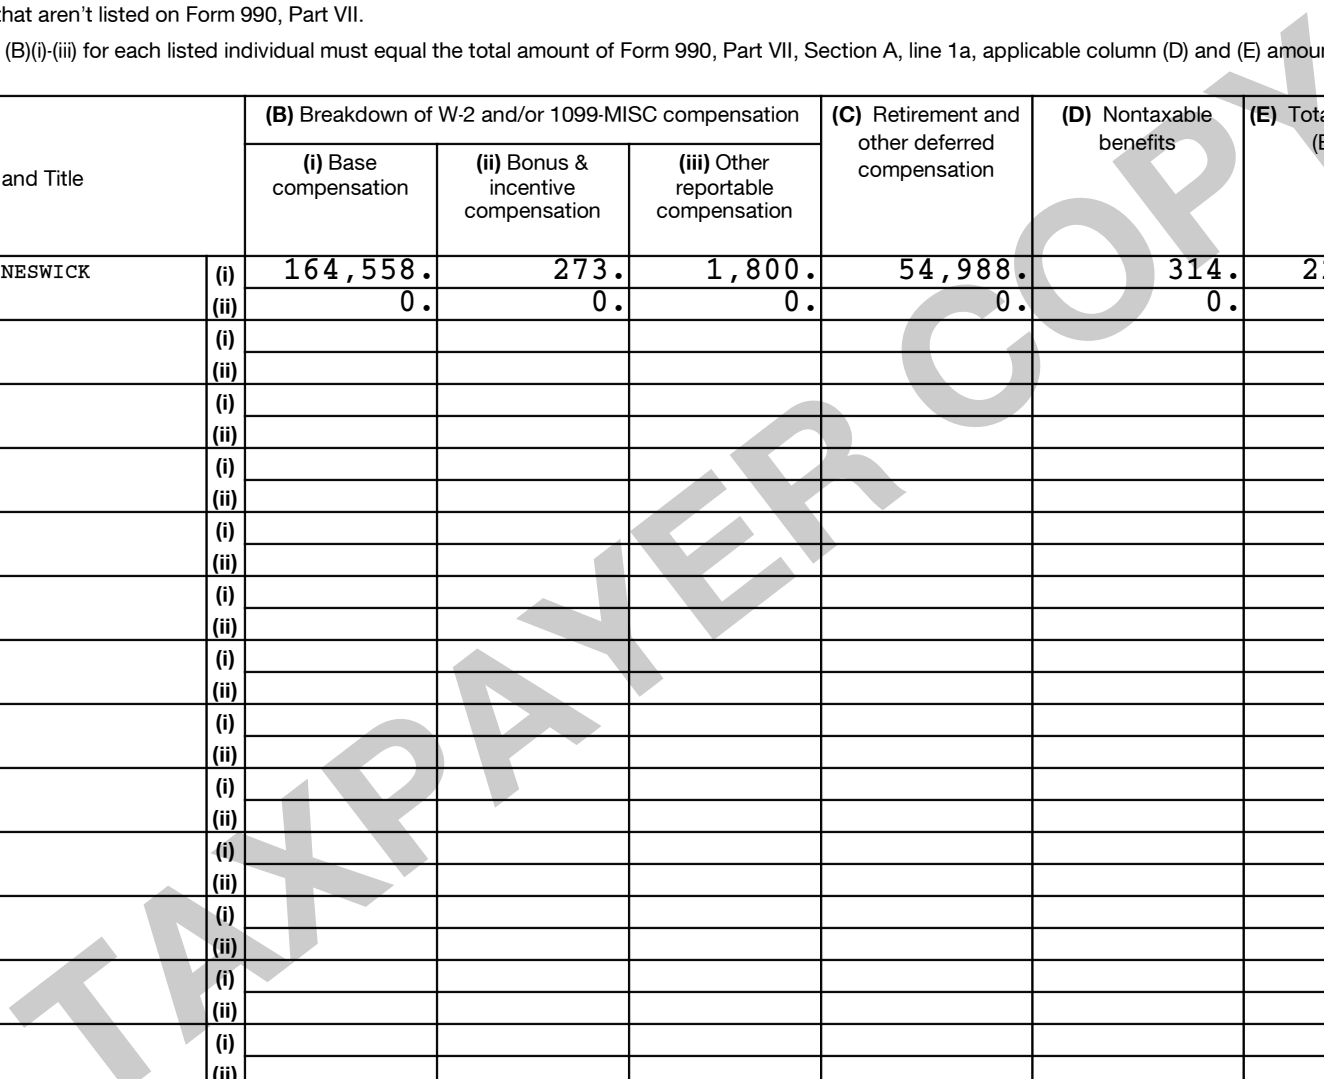 that aren't listed on Form 990, Part VII.
(B)(i)-(iii) for each listed individual must equal the total amount of Form 990, Part VII, Section A, line 1a, applicable column (D) and (E)
(B) Breakdown of W-2 and/or 1099-MISC compensation (C) Retirement and other deferred compensation (D) Nontaxable benefits (E)
and Title (i) Base compensation (ii) Bonus & incentive compensation (iii) Other reportable compensation
NESWICK (i) 164,558. 273. 1,800. 54,988. 314.
(ii) 0. 0. 0. 0. 0.
(i)
(ii)
(i)
(ii)
(i)
(ii)
(i)
(ii)
(i)
(ii)
(i)
(ii)
(i)
(ii)
(i)
(ii)
(i)
(ii)
(i)
(ii)
(i)
(ii)
(i)
(ii)
TAXPAYER COPY